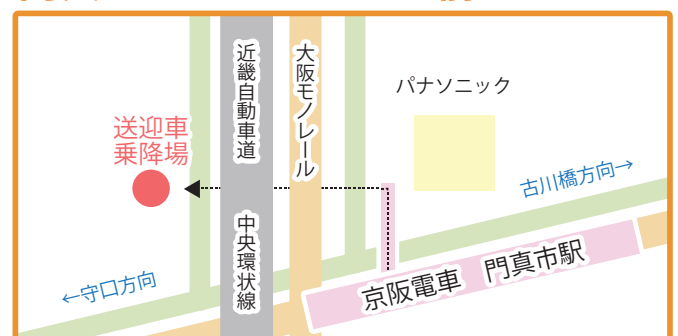 近畿自動車道
大阪モノレール
パナソニック
送迎車
乗降場
古川橋方向→
中央環状線
京阪電車 門真市駅
←守口方向